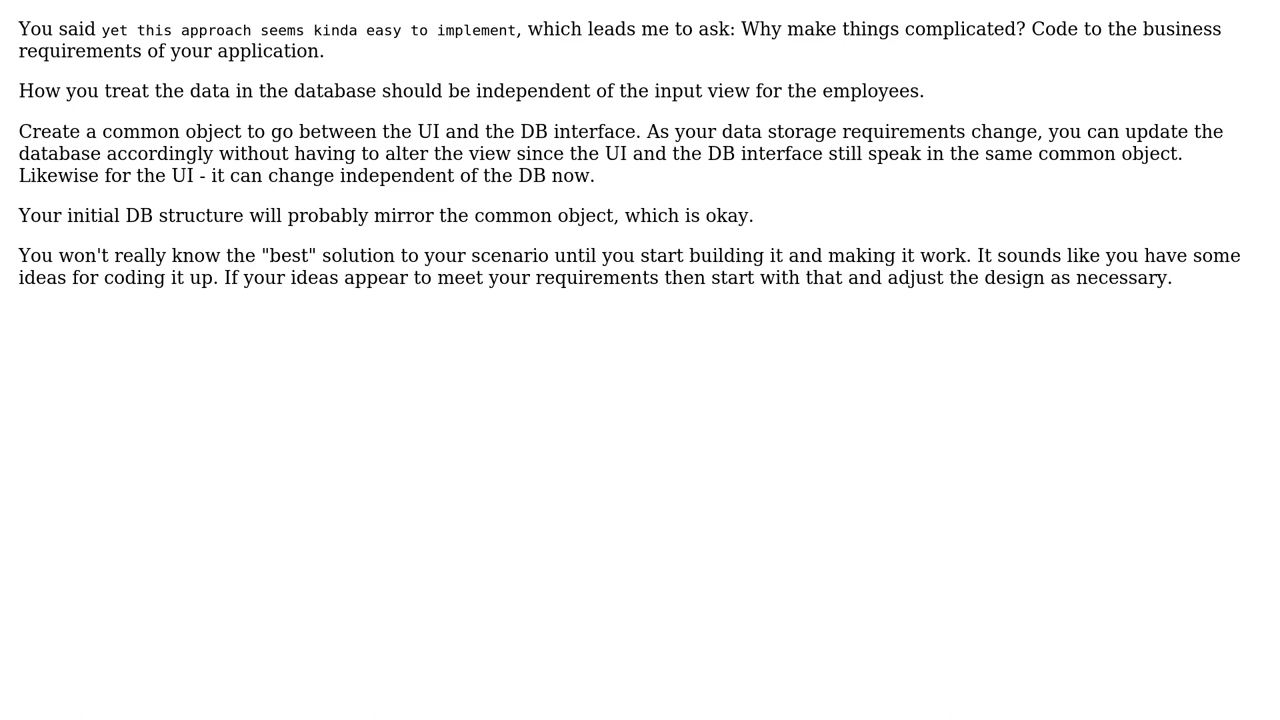 You said yet this approach seems kinda easy to implement, which leads me to ask: Why make things complicated? Code to the business
requirements of your application.
How you treat the data in the database should be independent of the input view for the employees.
Create a common object to go between the UI and the DB interface. As your data storage requirements change, you can update the
database accordingly without having to alter the view since the UI and the DB interface still speak in the same common object.
Likewise for the UI - it can change independent of the DB now.
Your initial DB structure will probably mirror the common object, which is okay.
You won't really know the "best" solution to your scenario until you start building it and making it work. It sounds like you have some
ideas for coding it up. If your ideas appear to meet your requirements then start with that and adjust the design as necessary.